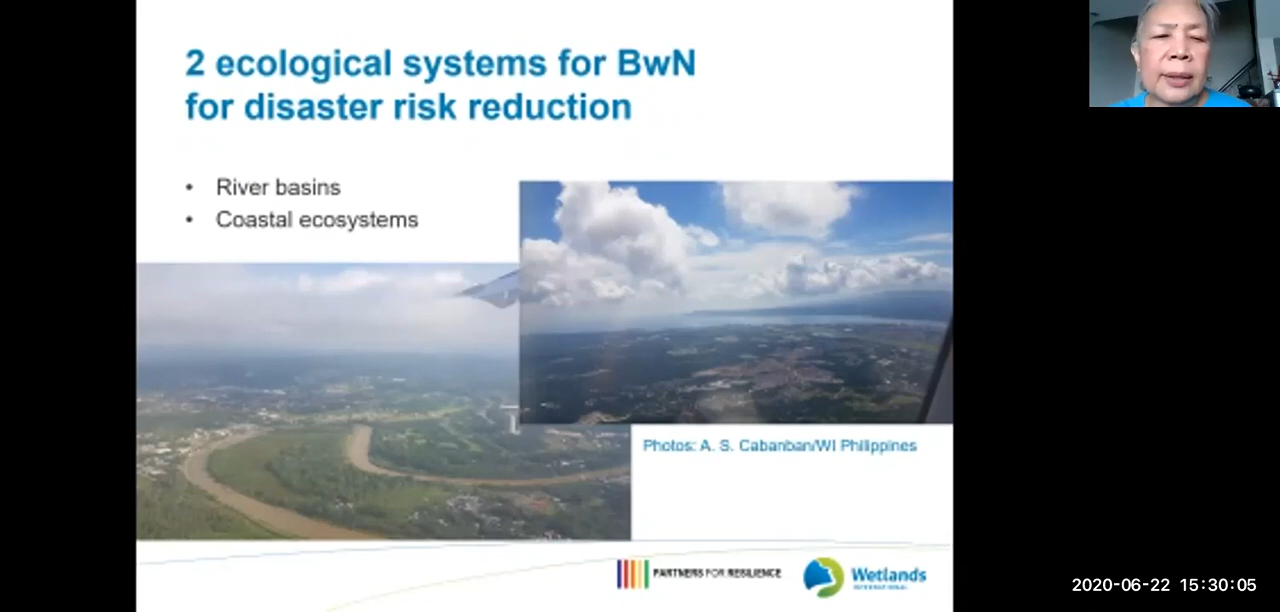 2 ecological systems for BwN
for disaster risk reduction
• River basins
• Coastal ecosystems
Photos: A. S. Cabanban/WI Philippines
PARTNERS FOR RESILIENCE
Wetlands
INTERNATIONAL
2020-06-22 15:30:05